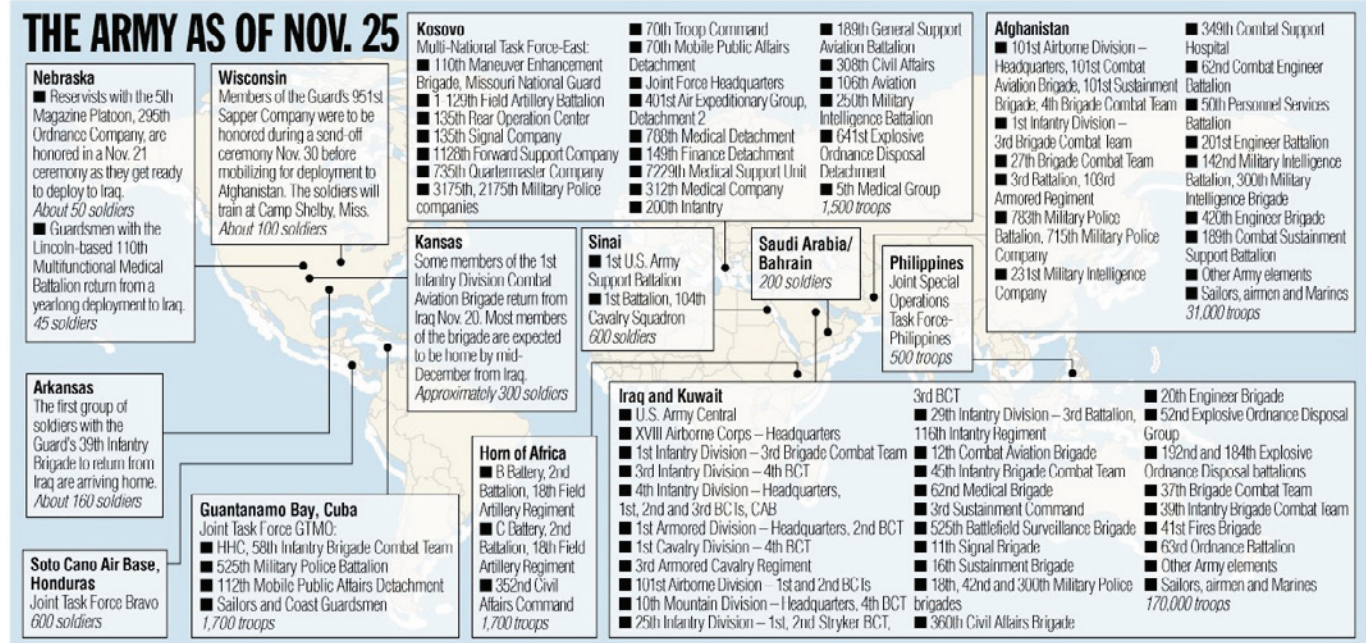 THE ARMY AS OF NOV. 25
Nebraska
■ Reservists with the 5th
Magazine Platoon, 295th
Ordnance Company, are
honored in a Nov. 21
ceremony as they get ready
to deploy to Iraq.
About 50 soldiers
■ Guardsmen with the
Lincoln-based 110th
Multifunctional Medical
Battalion return from a
yearlong deployment to Iraq.
45 soldiers
Wisconsin
Members of the Guard's 951st
Sapper Company were to be
honored during a send-off
ceremony Nov. 30 before
mobilizing for deployment to
Afghanistan. The soldiers will
train at Camp Shelby, Miss.
About 100 soldiers
Kosovo
Multi-National Task Force-East:
■ 110th Maneuver Enhancement
Brigade, Missouri National Guard
■ 1-129th Field Artillery Battalion
■ 135th Rear Operation Center
■ 135th Signal Company
■ 1128th Forward Support Company
■ 735th Quartermaster Company
■ 3175th, 2175th Military Police
companies
■ 70th Troop Command
■ 70th Mobile Public Affairs
Detachment
■ Joint Force Headquarters
■ 401st Air Expeditionary Group,
Detachment 2
■ 788th Medical Detachment
■ 149th Finance Detachment
■ 7229th Medical Support Unit
■ 312th Medical Company
■ 200th Infantry
■ 189th General Support
Aviation Battalion
■ 308th Civil Affairs
■ 106th Aviation
■ 250th Military
Intelligence Battalion
■ 641st Explosive
Ordnance Disposal
Detachment
■ 5th Medical Group
1,500 troops
Afghanistan
■ 101st Airborne Division –
Headquarters, 101st Combat
Aviation Brigade, 101st Sustainment
Brigade, 4th Brigade Combat Team
■ 1st Infantry Division –
3rd Brigade Combat Team
■ 27th Brigade Combat Team
■ 3rd Battalion, 103rd
Armored Regiment
■ 783th Military Police
Battalion, 715th Military Police
Company
■ 231st Military Intelligence
Company
■ 349th Combat Support
Hospital
■ 62nd Combat Engineer
Battalion
■ 50th Personnel Services
Battalion
■ 201st Engineer Battalion
■ 142nd Military Intelligence
Battalion, 300th Military
Intelligence Brigade
■ 420th Engineer Brigade
■ 189th Combat Sustainment
Support Battalion
■ Other Army elements
■ Sailors, airmen and Marines
31,000 troops
Kansas
Some members of the 1st
Infantry Division Combat
Aviation Brigade return from
Iraq Nov. 20. Most members
of the brigade are expected
to be home by mid-
December from Iraq.
Approximately 300 soldiers
Sinai
■ 1st U.S. Army
Support Battalion
■ 1st Battalion, 104th
Cavalry Squadron
600 soldiers
Saudi Arabia/
Bahrain
200 soldiers
Philippines
Joint Special
Operations
Task Force-
Philippines
500 troops
Arkansas
The first group of
soldiers with the
Guard's 39th Infantry
Brigade to return from
Iraq are arriving home.
About 160 soldiers
Soto Cano Air Base,
Honduras
Joint Task Force Bravo
600 soldiers
Guantanamo Bay, Cuba
Joint Task Force GTMO:
■ HHC, 58th Infantry Brigade Combat Team
■ 525th Military Police Battalion
■ 112th Mobile Public Affairs Detachment
■ Sailors and Coast Guardsmen
1,700 troops
Horn of Africa
■ B Battery, 2nd
Battalion, 18th Field
Artillery Regiment
■ C Battery, 2nd
Battalion, 18th Field
Artillery Regiment
■ 352nd Civil
Affairs Command
1,700 troops
Iraq and Kuwait
■ U.S. Army Central
■ XVIII Airborne Corps – Headquarters
■ 1st Infantry Division – 3rd Brigade Combat Team
■ 3rd Infantry Division – 4th BCT
■ 4th Infantry Division – Headquarters,
1st, 2nd and 3rd BCTs, CAB
■ 1st Armored Division – Headquarters, 2nd BCT
■ 1st Cavalry Division – 4th BCT
■ 3rd Armored Cavalry Regiment
■ 101st Airborne Division – 1st and 2nd BCTs
■ 10th Mountain Division – Headquarters, 4th BCT
■ 25th Infantry Division – 1st, 2nd Stryker BCT,
3rd BCT
■ 29th Infantry Division – 3rd Battalion,
116th Infantry Regiment
■ 12th Combat Aviation Brigade
■ 45th Infantry Brigade Combat Team
■ 62nd Medical Brigade
■ 3rd Sustainment Command
■ 525th Battlefield Surveillance Brigade
■ 11th Signal Brigade
■ 16th Sustainment Brigade
■ 18th, 42nd and 300th Military Police
brigades
■ 360th Civil Affairs Brigade
■ 20th Engineer Brigade
■ 52nd Explosive Ordnance Disposal
Group
■ 192nd and 184th Explosive
Ordnance Disposal battalions
■ 37th Brigade Combat Team
■ 39th Infantry Brigade Combat Team
■ 41st Fires Brigade
■ 63rd Ordnance Battalion
■ Other Army elements
■ Sailors, airmen and Marines
170,000 troops